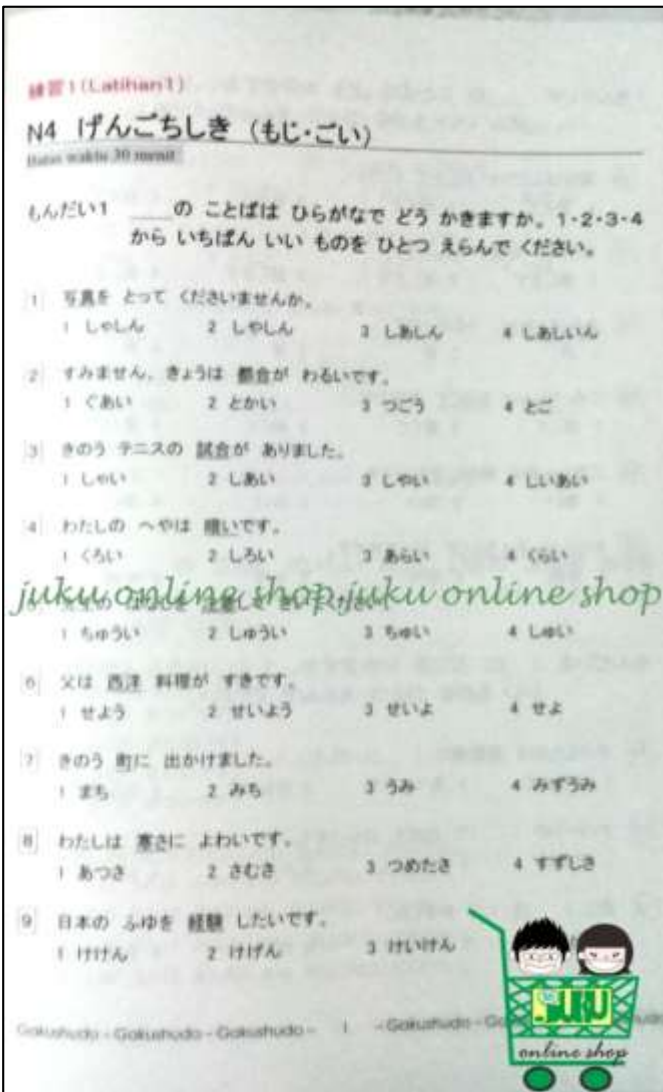 練習1(Latihan1)
N4 げんごちしき (もじ・ごい)
Batas waktu 30 menit
もんだい1 ____の ことばは ひらがなで どう かきますか。1・2・3・4
から いちばん いい ものを ひとつ えらんで ください。
1 写真を とって くださいませんか。
1 しゃしん 2 しやしん 3 しあしん 4 しあしいん
2 すみません、きょうは 都合が わるいです。
1 ぐあい 2 とかい 3 つごう 4 とご
3 きのう テニスの 試合が ありました。
1 しゃい 2 しあい 3 しやい 4 しいあい
4 わたしの へやは 暗いです。
1 くろい 2 しろい 3 あらい 4 くらい
juku online shop juku online shop
1 ちゅうい 2 しゅうい 3 ちゅい 4 しゅい
6 父は 西洋 料理が すきです。
1 せよう 2 せいよう 3 せいよ 4 せよ
7 きのう 町に 出かけました。
1 まち 2 みち 3 うみ 4 みずうみ
8 わたしは 寒さに よわいです。
1 あつさ 2 さむさ 3 つめたさ 4 すずしさ
9 日本の ふゆを 経験 したいです。
1 けけん 2 けげん 3 けいけん
Gakushudo - Gakushudo - Gakushudo - 1 - Gakushudo -
JUKU
online shop